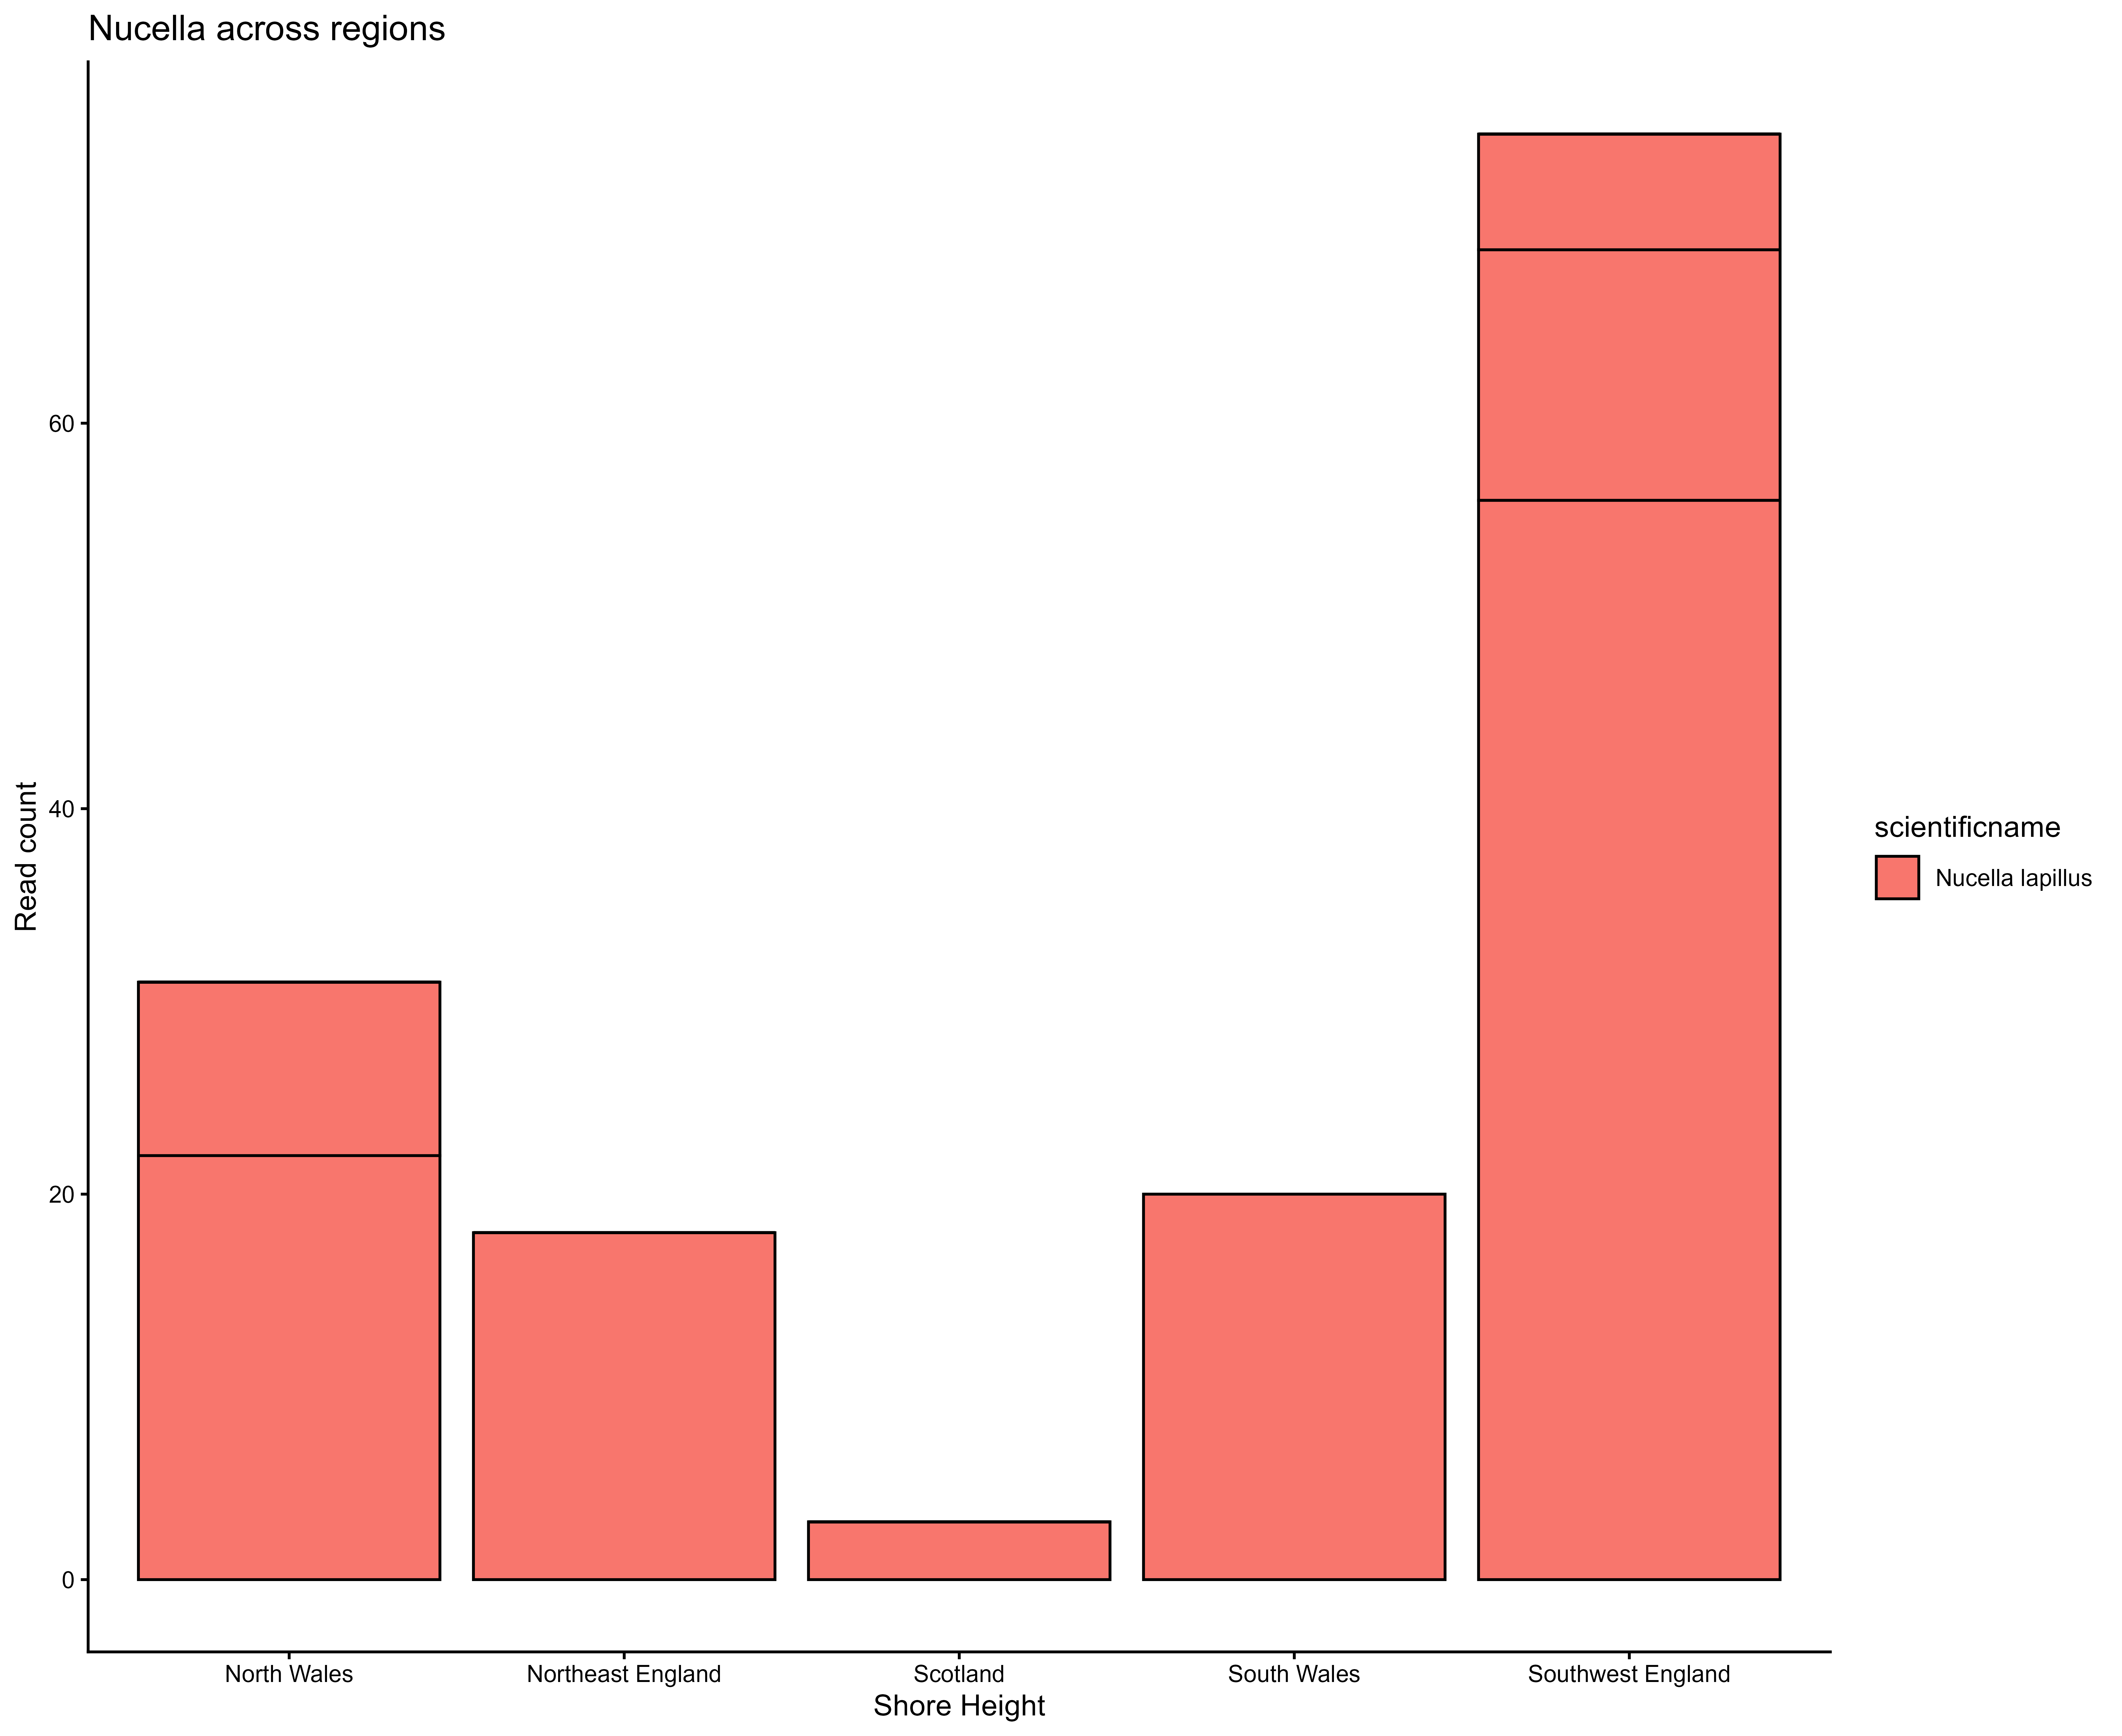 Nucella across regions
Read count
60
40
20
0
North Wales
Northeast England
Scotland
South Wales
Southwest England
Shore Height
scientificname
Nucella lapillus